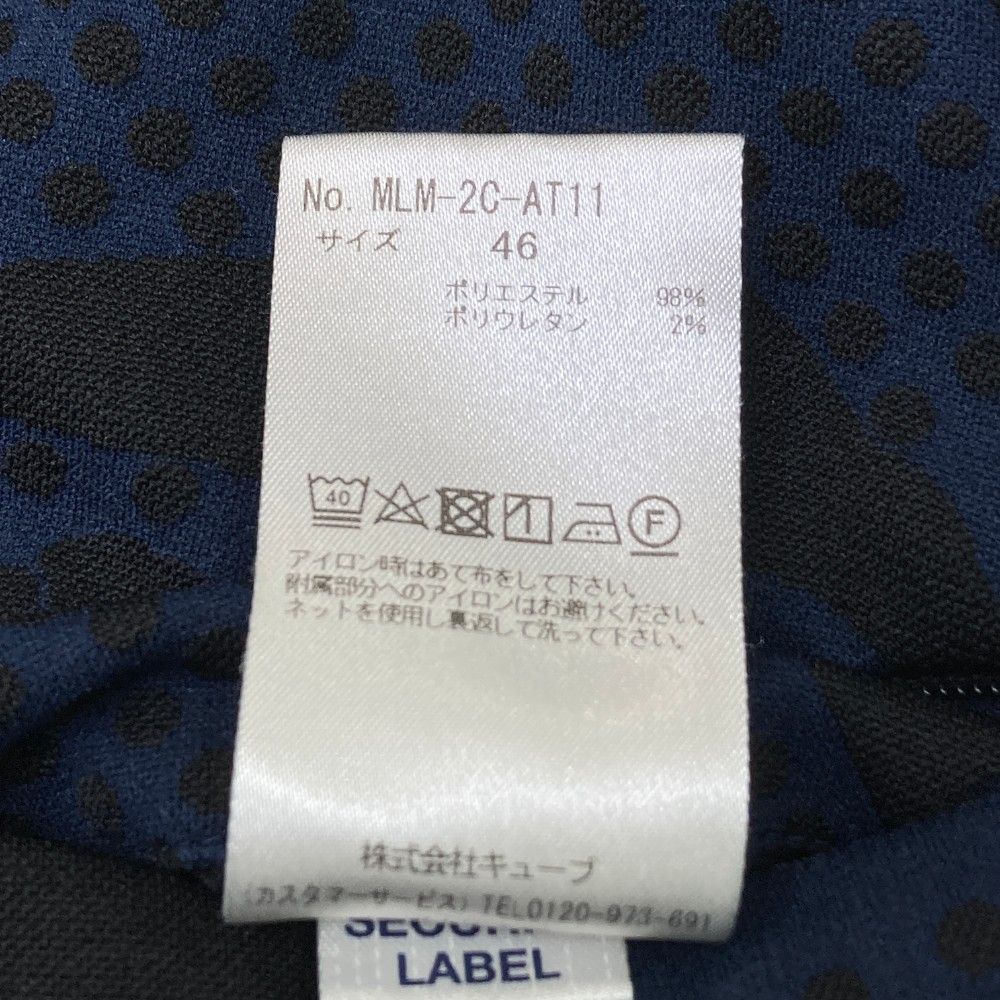 No. MLM-2C-AT11
サイズ 46
ポリエステル 98%
ポリウレタン 2%
40 F
アイロン時はあて布をして下さい。
附属部分へのアイロンはお避けください。
ネットを使用し裏返して洗って下さい。
株式会社キューブ
(カスタマーサービス) TEL0120-973-691
LABEL